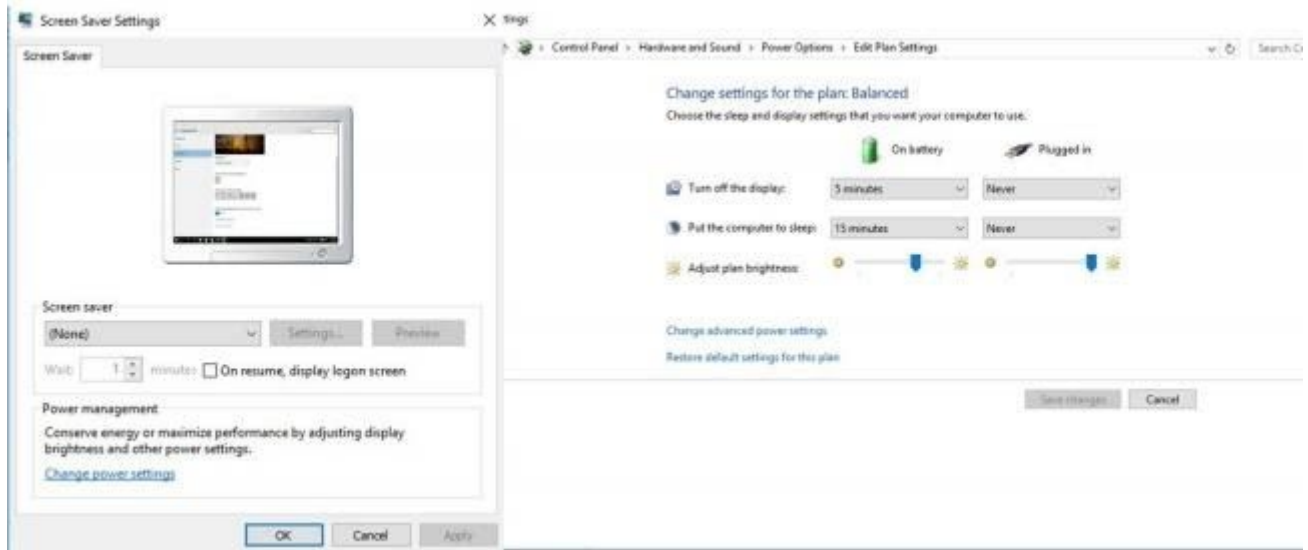 Screen Saver Settings
Screen Saver
Screen saver
(None)
Settings...
Preview
Wait: 1 minutes On resume, display logon screen
Power management
Conserve energy or maximize performance by adjusting display
brightness and other power settings.
Change power settings
OK Cancel Apply
tings
Control Panel > Hardware and Sound > Power Options > Edit Plan Settings
Search Co
Change settings for the plan: Balanced
Choose the sleep and display settings that you want your computer to use.
On battery Plugged in
Turn off the display: 5 minutes Never
Put the computer to sleep: 15 minutes Never
Adjust plan brightness:
Change advanced power settings
Restore default settings for this plan
Save changes Cancel